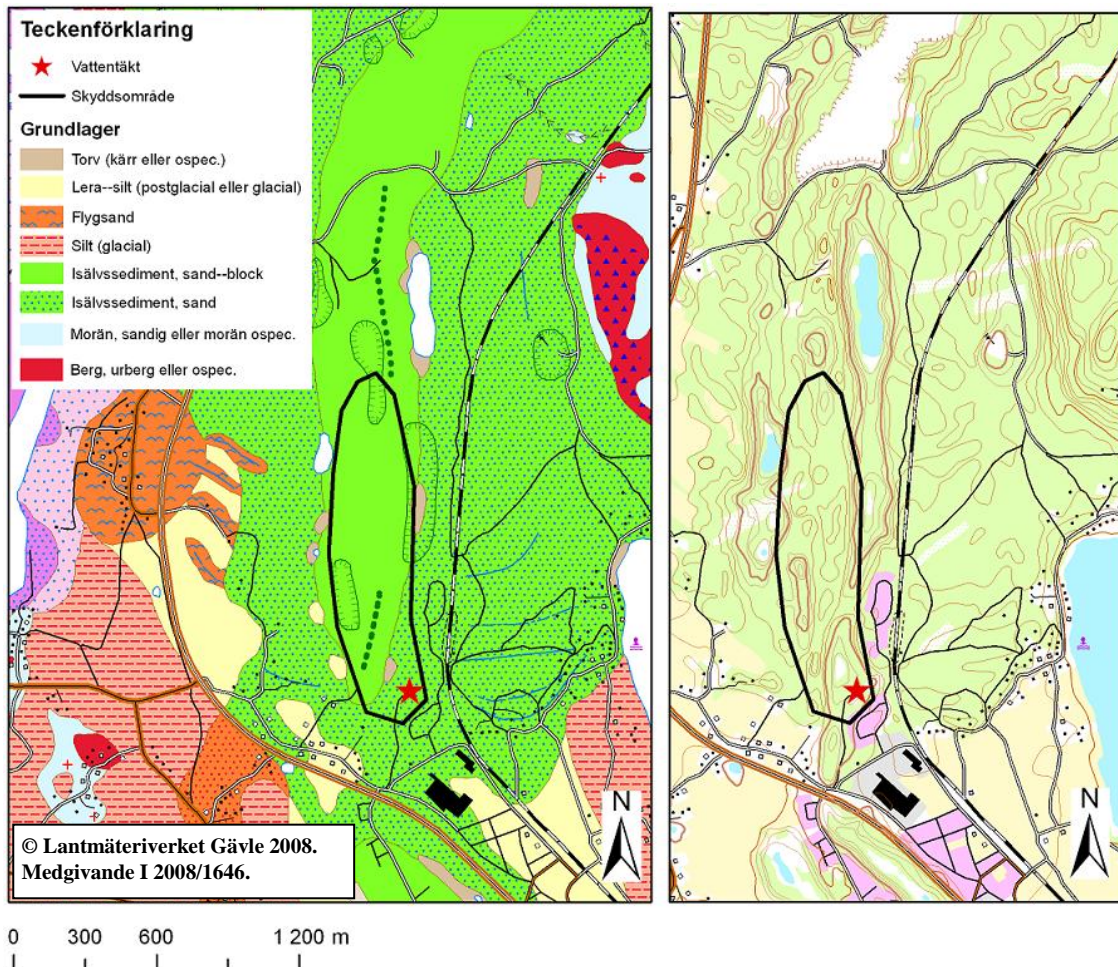 Teckenförklaring
Vattentäkt
Skyddsområde
Grundlager
Torv (kärr eller ospec.)
Lera--silt (postglacial eller glacial)
Flygsand
Silt (glacial)
Isälvssediment, sand--block
Isälvssediment, sand
Morän, sandig eller morän ospec.
Berg, urberg eller ospec.
© Lantmäteriverket Gävle 2008.
Medgivande I 2008/1646.
N
N
0 300 600 1 200 m